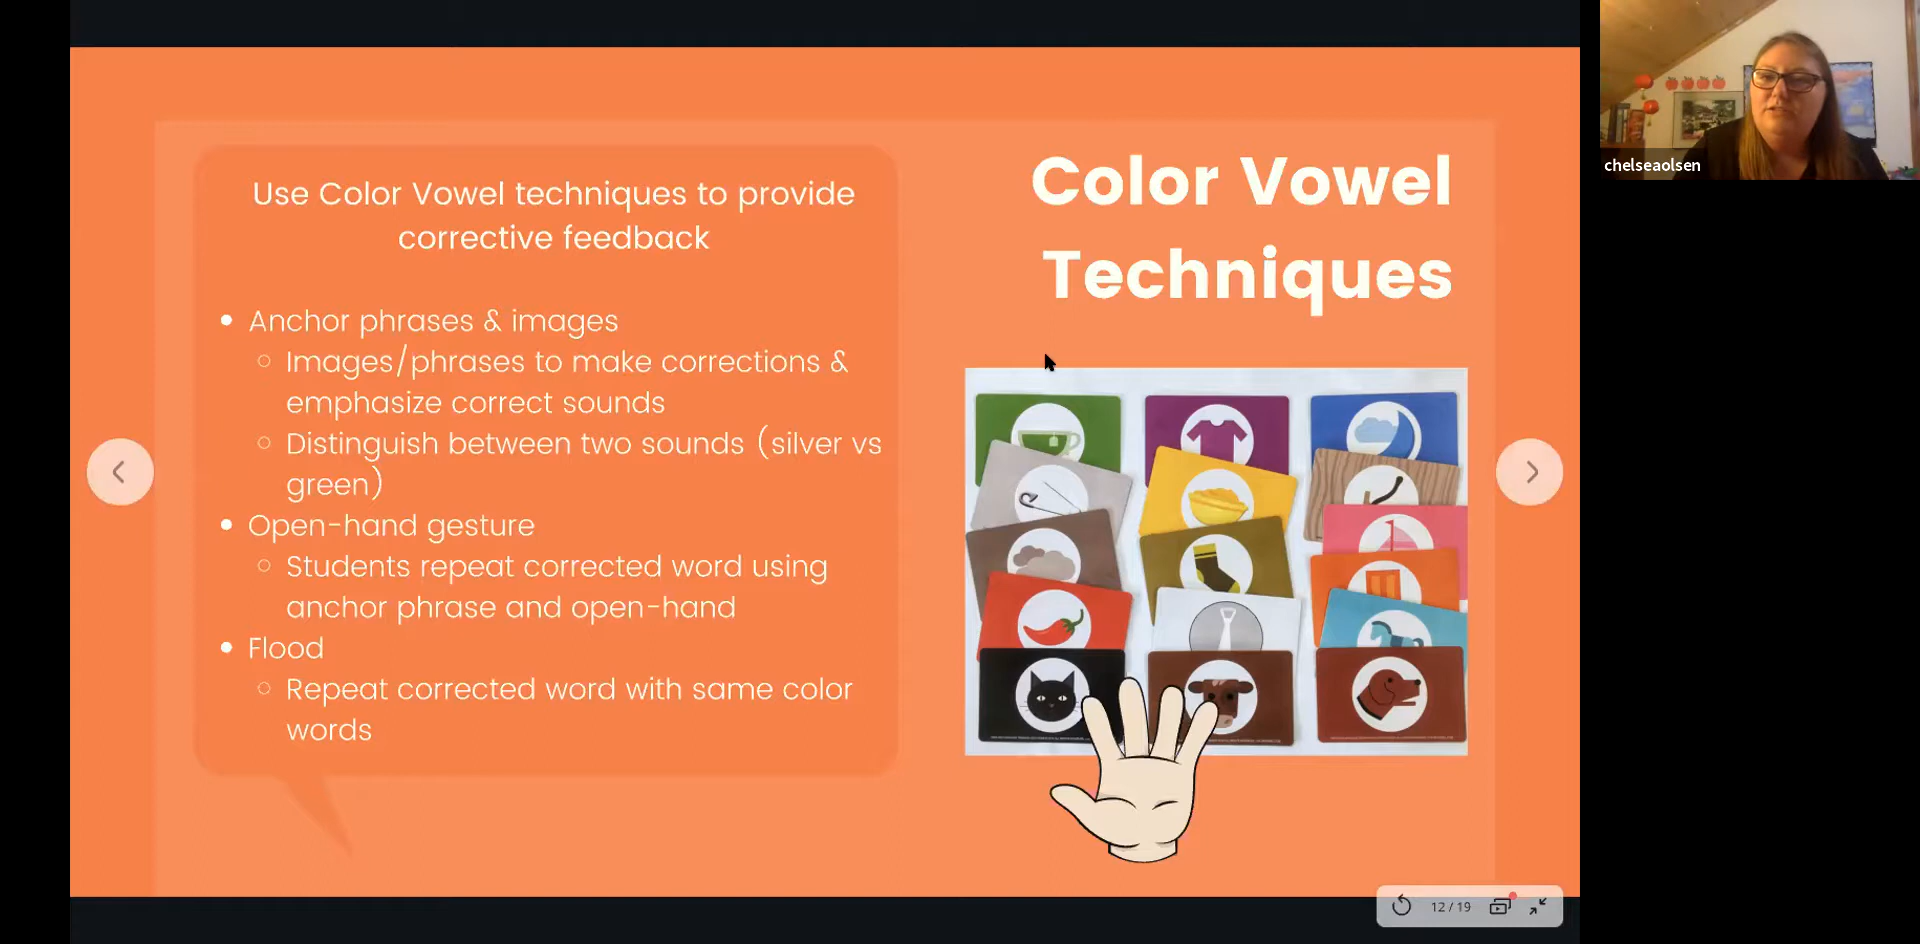 Use Color Vowel techniques to provide
corrective feedback
Anchor phrases & images
Images/phrases to make corrections &
emphasize correct sounds
Distinguish between two sounds (silver vs
green)
Open-hand gesture
Students repeat corrected word using
anchor phrase and open-hand
Flood
Repeat corrected word with same color
words
Color Vowel
Techniques
chelseaolsen
12 / 19